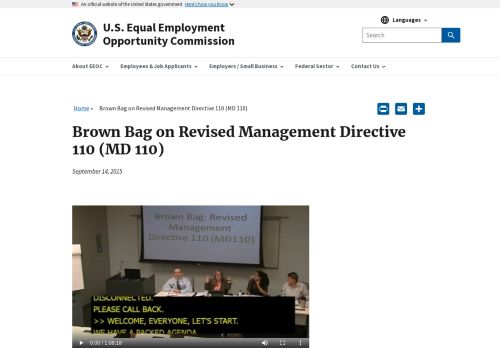 An official website of the United States government Here's how you know
U.S. Equal Employment
Opportunity Commission
Languages
Search
About EEOC
Employees & Job Applicants
Employers / Small Business
Federal Sector
Contact Us
Home » Brown Bag on Revised Management Directive 110 (MD 110)
Brown Bag on Revised Management Directive
110 (MD 110)
September 14, 2015
Brown Bag: Revised
Management
Directive 110 (MD110)
DISCONNECTED.
PLEASE CALL BACK.
>> WELCOME, EVERYONE, LET'S START.
WE HAVE A PACKED AGENDA
0:00 / 1:08:18